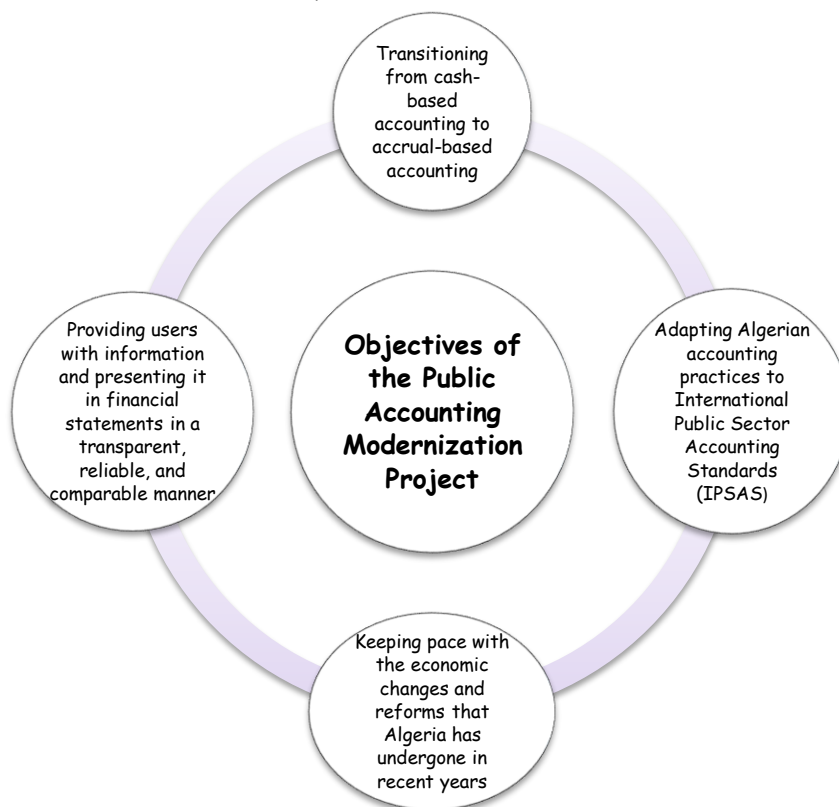 Transitioning
from cash-
based
accounting to
accrual-based
accounting
Providing users
with information
and presenting it
in financial
statements in a
transparent,
reliable, and
comparable manner
Objectives of
the Public
Accounting
Modernization
Project
Adapting Algerian
accounting
practices to
International
Public Sector
Accounting
Standards
(IPSAS)
Keeping pace with
the economic
changes and
reforms that
Algeria has
undergone in
recent years